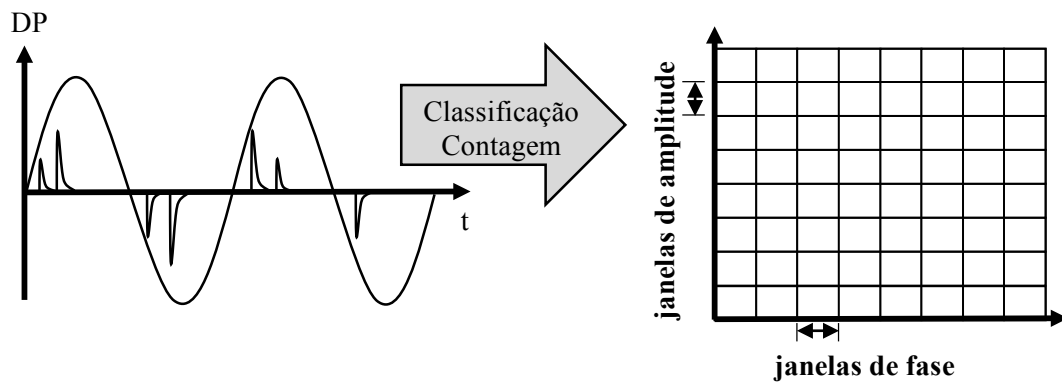 DP
t
Classificação
Contagem
janelas de amplitude
janelas de fase